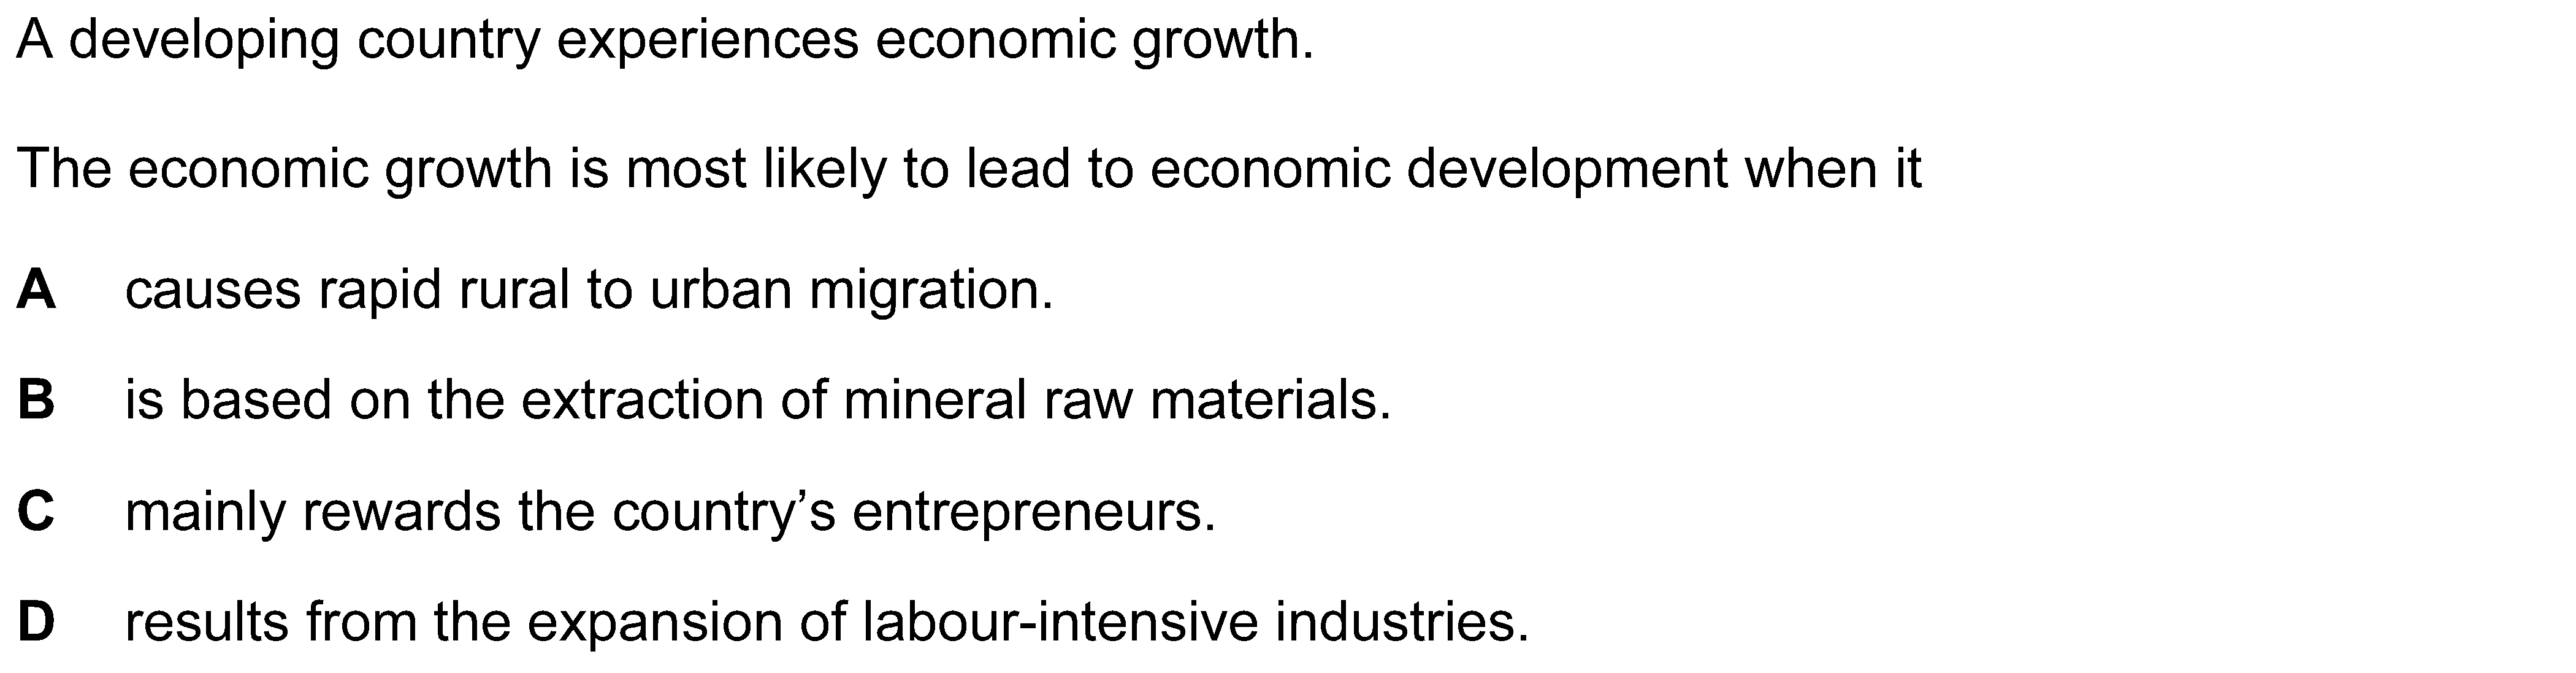 A developing country experiences economic growth.
The economic growth is most likely to lead to economic development when it
A causes rapid rural to urban migration.
B is based on the extraction of mineral raw materials.
C mainly rewards the country’s entrepreneurs.
D results from the expansion of labour-intensive industries.